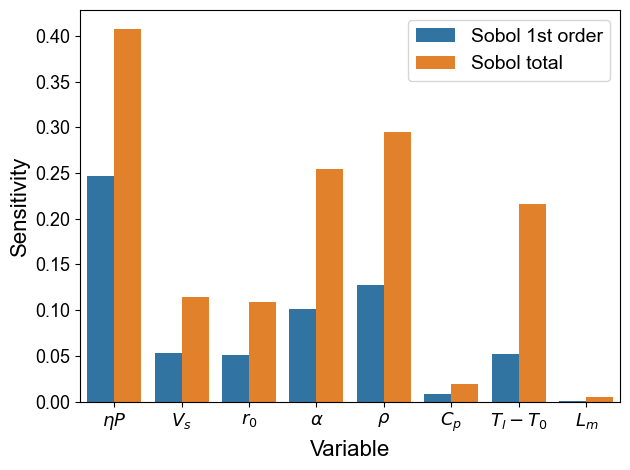 Sobol 1st order
Sobol total
Sensitivity
0.40
0.35
0.30
0.25
0.20
0.15
0.10
0.05
0.00
ηP V_s r_0 α ρ C_p T_l − T_0 L_m
Variable